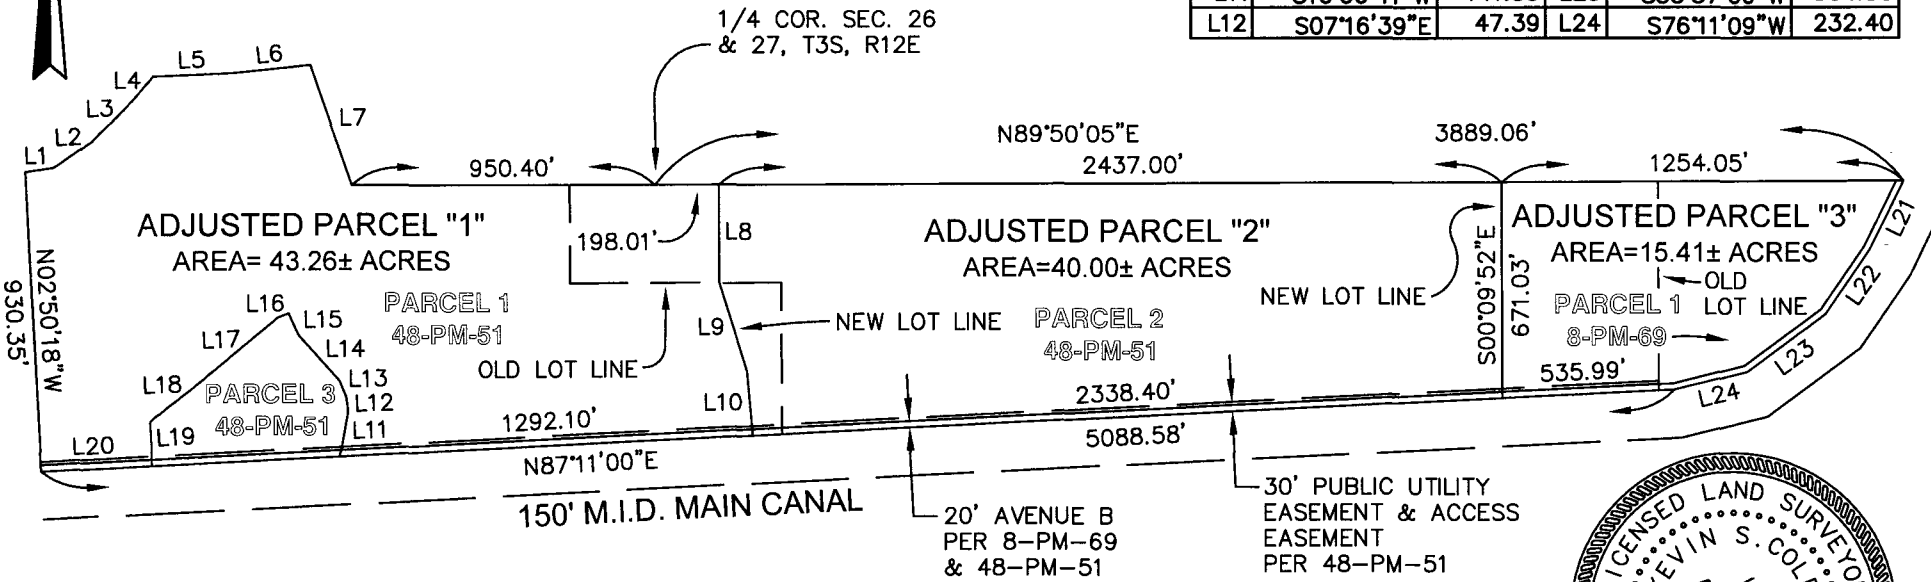 L12 S07°16'39"E 47.39 L24 S76°11'09"W 232.40
1/4 COR. SEC. 26
& 27, T3S, R12E
L1
L2
L3
L4
L5
L6
L7
950.40'
N89°50'05"E
2437.00'
3889.06'
1254.05'
ADJUSTED PARCEL "1"
AREA= 43.26± ACRES
198.01'
L8
ADJUSTED PARCEL "2"
AREA=40.00± ACRES
ADJUSTED PARCEL "3"
AREA=15.41± ACRES
N02°50'18"W
930.35'
PARCEL 1
48-PM-51
L9
NEW LOT LINE
PARCEL 2
48-PM-51
NEW LOT LINE
S00°09'52"E
671.03'
OLD
LOT LINE
PARCEL 1
8-PM-69
L21
L22
L23
L24
L16
L15
L17
L14
L18
L13
L12
L11
PARCEL 3
48-PM-51
OLD LOT LINE
L10
L19
L20
1292.10'
2338.40'
535.99'
N87°11'00"E
5088.58'
150' M.I.D. MAIN CANAL
20' AVENUE B
PER 8-PM-69
& 48-PM-51
30' PUBLIC UTILITY
EASEMENT & ACCESS
EASEMENT
PER 48-PM-51
LAND